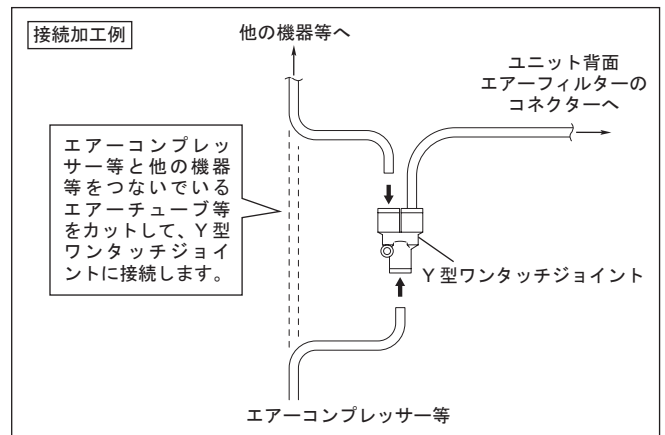 接続加工例
他の機器等へ
ユニット背面
エアーフィルターの
コネクターへ
エアーコンプレッ
サー等と他の機器
等をつないでいる
エアーチューブ等
をカットして、Y型
ワンタッチジョイ
ントに接続します。
Y型ワンタッチジョイント
エアーコンプレッサー等